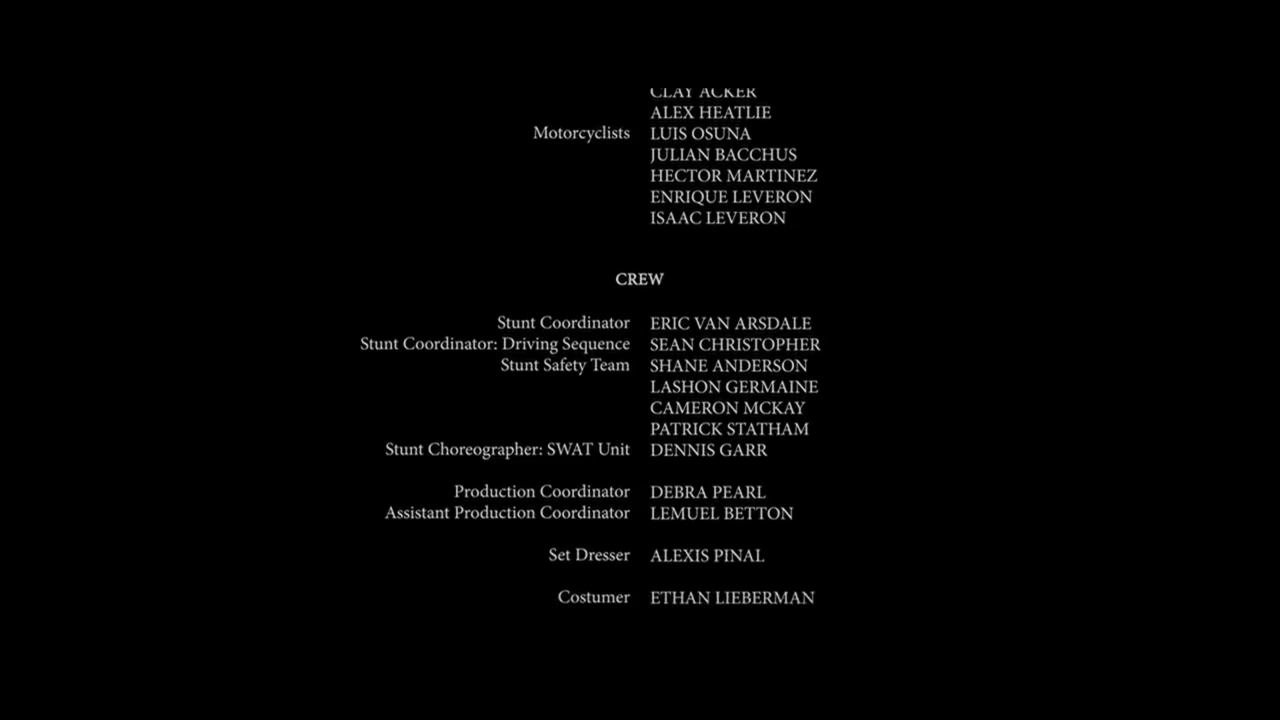 CLAY ACKER
ALEX HEATLIE
Motorcyclists LUIS OSUNA
JULIAN BACCHUS
HECTOR MARTINEZ
ENRIQUE LEVERON
ISAAC LEVERON
CREW
Stunt Coordinator ERIC VAN ARSDALE
Stunt Coordinator: Driving Sequence SEAN CHRISTOPHER
Stunt Safety Team SHANE ANDERSON
LASHON GERMAINE
CAMERON MCKAY
PATRICK STATHAM
Stunt Choreographer: SWAT Unit DENNIS GARR
Production Coordinator DEBRA PEARL
Assistant Production Coordinator LEMUEL BETTON
Set Dresser ALEXIS PINAL
Costumer ETHAN LIEBERMAN